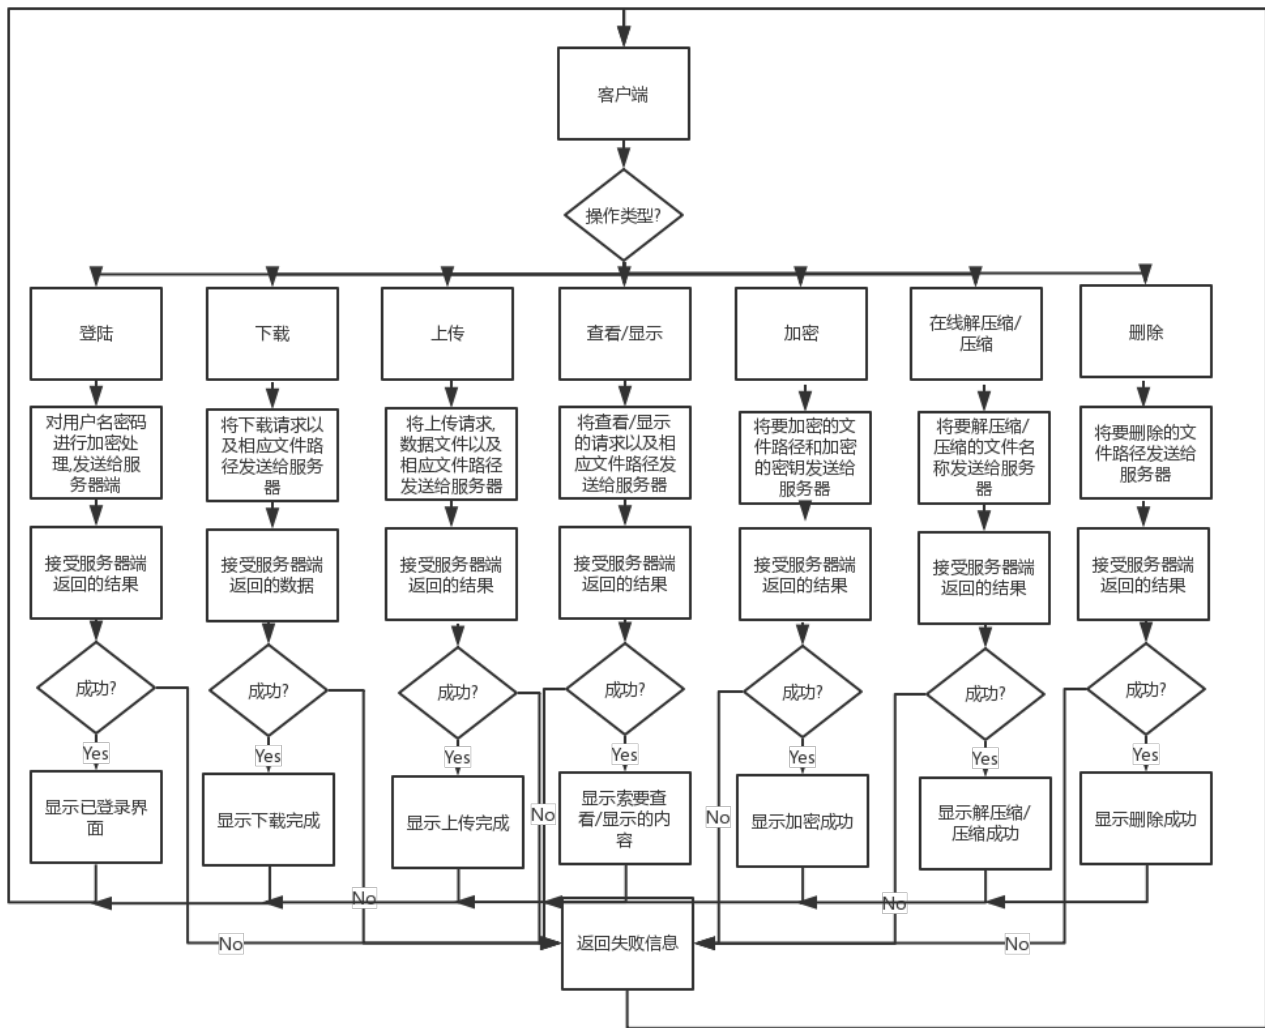 客户端
操作类型?
登陆
下载
上传
查看/显示
加密
在线解压缩/
压缩
删除
对用户名密码
进行加密处
理,发送给服
务器端
将下载请求以
及相应文件路
径发送给服务
器
将上传请求,
数据文件以及
相应文件路径
发送给服务器
将查看/显示
的请求以及相
应文件路径发
送给服务器
将要加密的文
件路径和加密
的密钥发送给
服务器
将要解压缩/
压缩的文件名
称发送给服务
器
将要删除的文
件路径发送给
服务器
接受服务器端
返回的结果
接受服务器端
返回的数据
接受服务器端
返回的结果
接受服务器端
返回的结果
接受服务器端
返回的结果
接受服务器端
返回的结果
接受服务器端
返回的结果
成功?
成功?
成功?
成功?
成功?
成功?
成功?
Yes
Yes
Yes
Yes
Yes
Yes
Yes
显示已登录界
面
显示下载完成
显示上传完成
No
显示索要查
看/显示的内
容
No
显示加密成功
显示解压缩/
压缩成功
显示删除成功
No
No
No
返回失败信息
No